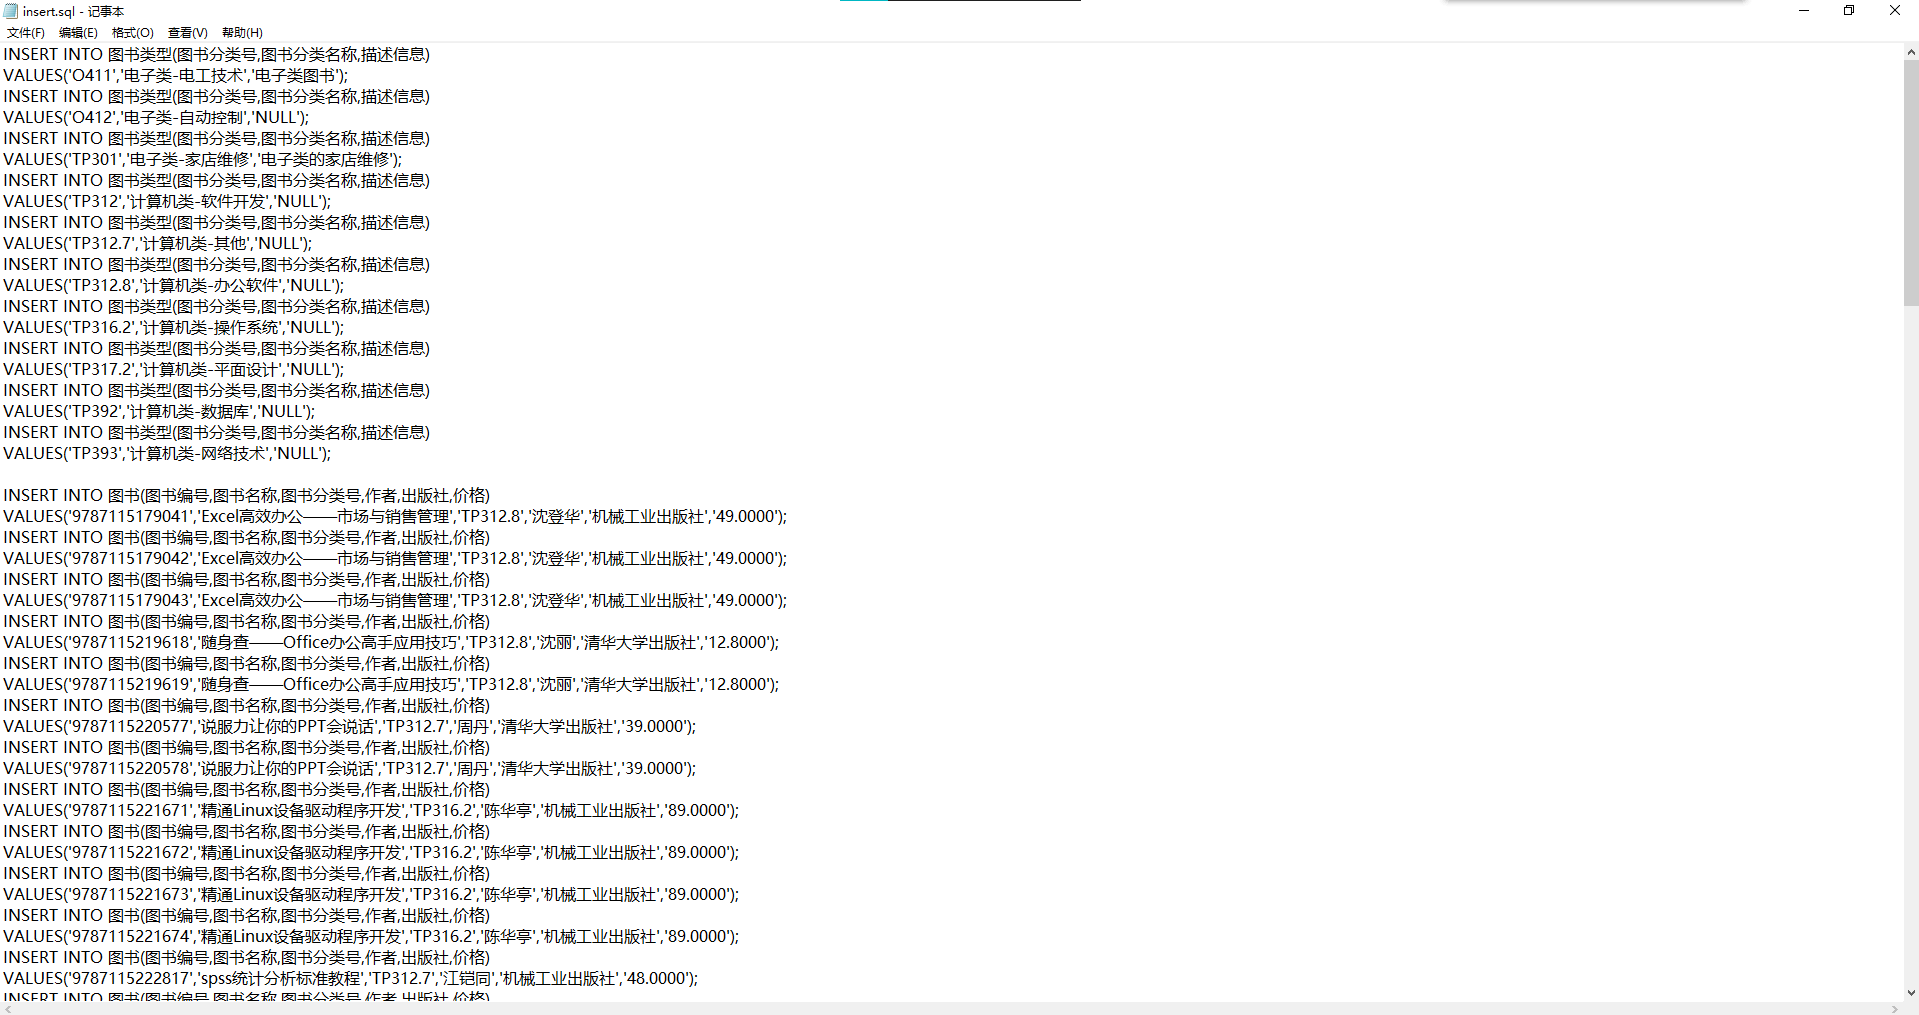 insert.sql - 记事本
文件(F) 编辑(E) 格式(O) 查看(V) 帮助(H)
INSERT INTO 图书类型(图书分类号,图书分类名称,描述信息)
VALUES('O411','电子类-电工技术','电子类图书');
INSERT INTO 图书类型(图书分类号,图书分类名称,描述信息)
VALUES('O412','电子类-自动控制','NULL');
INSERT INTO 图书类型(图书分类号,图书分类名称,描述信息)
VALUES('TP301','电子类-家店维修','电子类的家店维修');
INSERT INTO 图书类型(图书分类号,图书分类名称,描述信息)
VALUES('TP312','计算机类-软件开发','NULL');
INSERT INTO 图书类型(图书分类号,图书分类名称,描述信息)
VALUES('TP312.7','计算机类-其他','NULL');
INSERT INTO 图书类型(图书分类号,图书分类名称,描述信息)
VALUES('TP312.8','计算机类-办公软件','NULL');
INSERT INTO 图书类型(图书分类号,图书分类名称,描述信息)
VALUES('TP316.2','计算机类-操作系统','NULL');
INSERT INTO 图书类型(图书分类号,图书分类名称,描述信息)
VALUES('TP317.2','计算机类-平面设计','NULL');
INSERT INTO 图书类型(图书分类号,图书分类名称,描述信息)
VALUES('TP392','计算机类-数据库','NULL');
INSERT INTO 图书类型(图书分类号,图书分类名称,描述信息)
VALUES('TP393','计算机类-网络技术','NULL');
INSERT INTO 图书(图书编号,图书名称,图书分类号,作者,出版社,价格)
VALUES('9787115179041','Excel高效办公——市场与销售管理','TP312.8','沈登华','机械工业出版社','49.0000');
INSERT INTO 图书(图书编号,图书名称,图书分类号,作者,出版社,价格)
VALUES('9787115179042','Excel高效办公——市场与销售管理','TP312.8','沈登华','机械工业出版社','49.0000');
INSERT INTO 图书(图书编号,图书名称,图书分类号,作者,出版社,价格)
VALUES('9787115179043','Excel高效办公——市场与销售管理','TP312.8','沈登华','机械工业出版社','49.0000');
INSERT INTO 图书(图书编号,图书名称,图书分类号,作者,出版社,价格)
VALUES('9787115219618','随身查——Office办公高手应用技巧','TP312.8','沈丽','清华大学出版社','12.8000');
INSERT INTO 图书(图书编号,图书名称,图书分类号,作者,出版社,价格)
VALUES('9787115219619','随身查——Office办公高手应用技巧','TP312.8','沈丽','清华大学出版社','12.8000');
INSERT INTO 图书(图书编号,图书名称,图书分类号,作者,出版社,价格)
VALUES('9787115220577','说服力让你的PPT会说话','TP312.7','周丹','清华大学出版社','39.0000');
INSERT INTO 图书(图书编号,图书名称,图书分类号,作者,出版社,价格)
VALUES('9787115220578','说服力让你的PPT会说话','TP312.7','周丹','清华大学出版社','39.0000');
INSERT INTO 图书(图书编号,图书名称,图书分类号,作者,出版社,价格)
VALUES('9787115221671','精通Linux设备驱动程序开发','TP316.2','陈华亭','机械工业出版社','89.0000');
INSERT INTO 图书(图书编号,图书名称,图书分类号,作者,出版社,价格)
VALUES('9787115221672','精通Linux设备驱动程序开发','TP316.2','陈华亭','机械工业出版社','89.0000');
INSERT INTO 图书(图书编号,图书名称,图书分类号,作者,出版社,价格)
VALUES('9787115221673','精通Linux设备驱动程序开发','TP316.2','陈华亭','机械工业出版社','89.0000');
INSERT INTO 图书(图书编号,图书名称,图书分类号,作者,出版社,价格)
VALUES('9787115221674','精通Linux设备驱动程序开发','TP316.2','陈华亭','机械工业出版社','89.0000');
INSERT INTO 图书(图书编号,图书名称,图书分类号,作者,出版社,价格)
VALUES('9787115222817','spss统计分析标准教程','TP312.7','江铠同','机械工业出版社','48.0000');
INSERT INTO 图书(图书编号,图书名称,图书分类号,作者,出版社,价格)